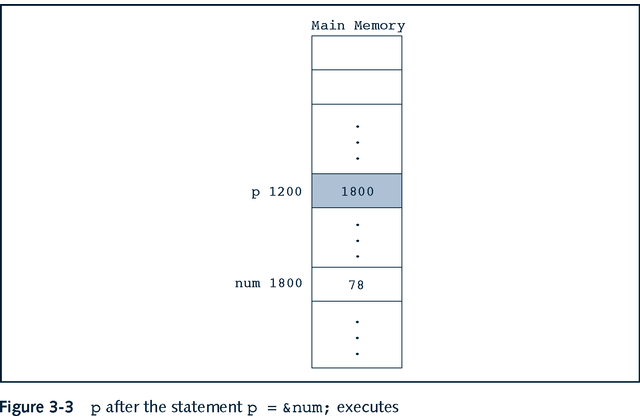 Main Memory
.
.
.
p 1200 1800
.
.
.
num 1800 78
.
.
.
Figure 3-3 p after the statement p = &num; executes